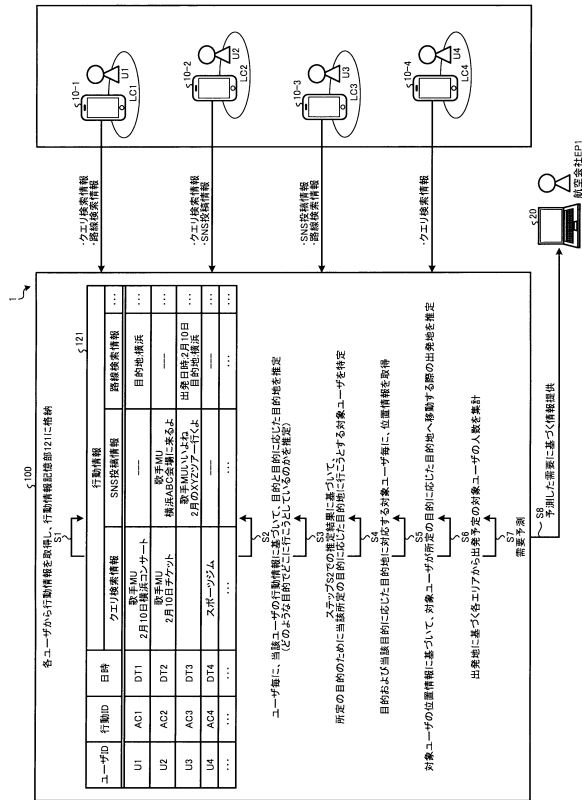 1
100
S1
各ユーザから行動情報を取得し、行動情報記憶部121に格納
121
ユーザID 行動ID 日時 行動情報
クエリ検索情報 SNS投稿情報 路線検索情報 …
U1 AC1 DT1 歌手MU 2月10日横浜コンサート ― 目的地:横浜 …
U2 AC2 DT2 歌手MU 2月10日チケット 歌手MU 横浜ABC会場に来るよ ― …
U3 AC3 DT3 ― 歌手MUいいよね 2月のXYZツアー行くよ 出発日時:2月10日 目的地:横浜 …
U4 AC4 DT4 スポーツジム ― ― …
… … … … … … …
S2
ユーザ毎に、当該ユーザの行動情報に基づいて、目的と目的に応じた目的地を推定
(どのような目的でどこに行こうとしているのかを推定)
S3
ステップS2での推定結果に基づいて、
所定の目的のために当該所定の目的に応じた目的地に行こうとする対象ユーザを特定
S4
目的および当該目的に応じた目的地に対応する対象ユーザ毎に、位置情報を取得
S5
対象ユーザの位置情報に基づいて、対象ユーザが所定の目的に応じた目的地へ移動する際の出発地を推定
S6
出発地に基づく各エリアから出発予定の対象ユーザの人数を集計
S7
需要予測
S8
予測した需要に基づく情報提供
・クエリ検索情報
・路線検索情報
・クエリ検索情報
・SNS投稿情報
・SNS投稿情報
・路線検索情報
・クエリ検索情報
10-1
U1
LC1
10-2
U2
LC2
10-3
U3
LC3
10-4
U4
LC4
20
航空会社EP1